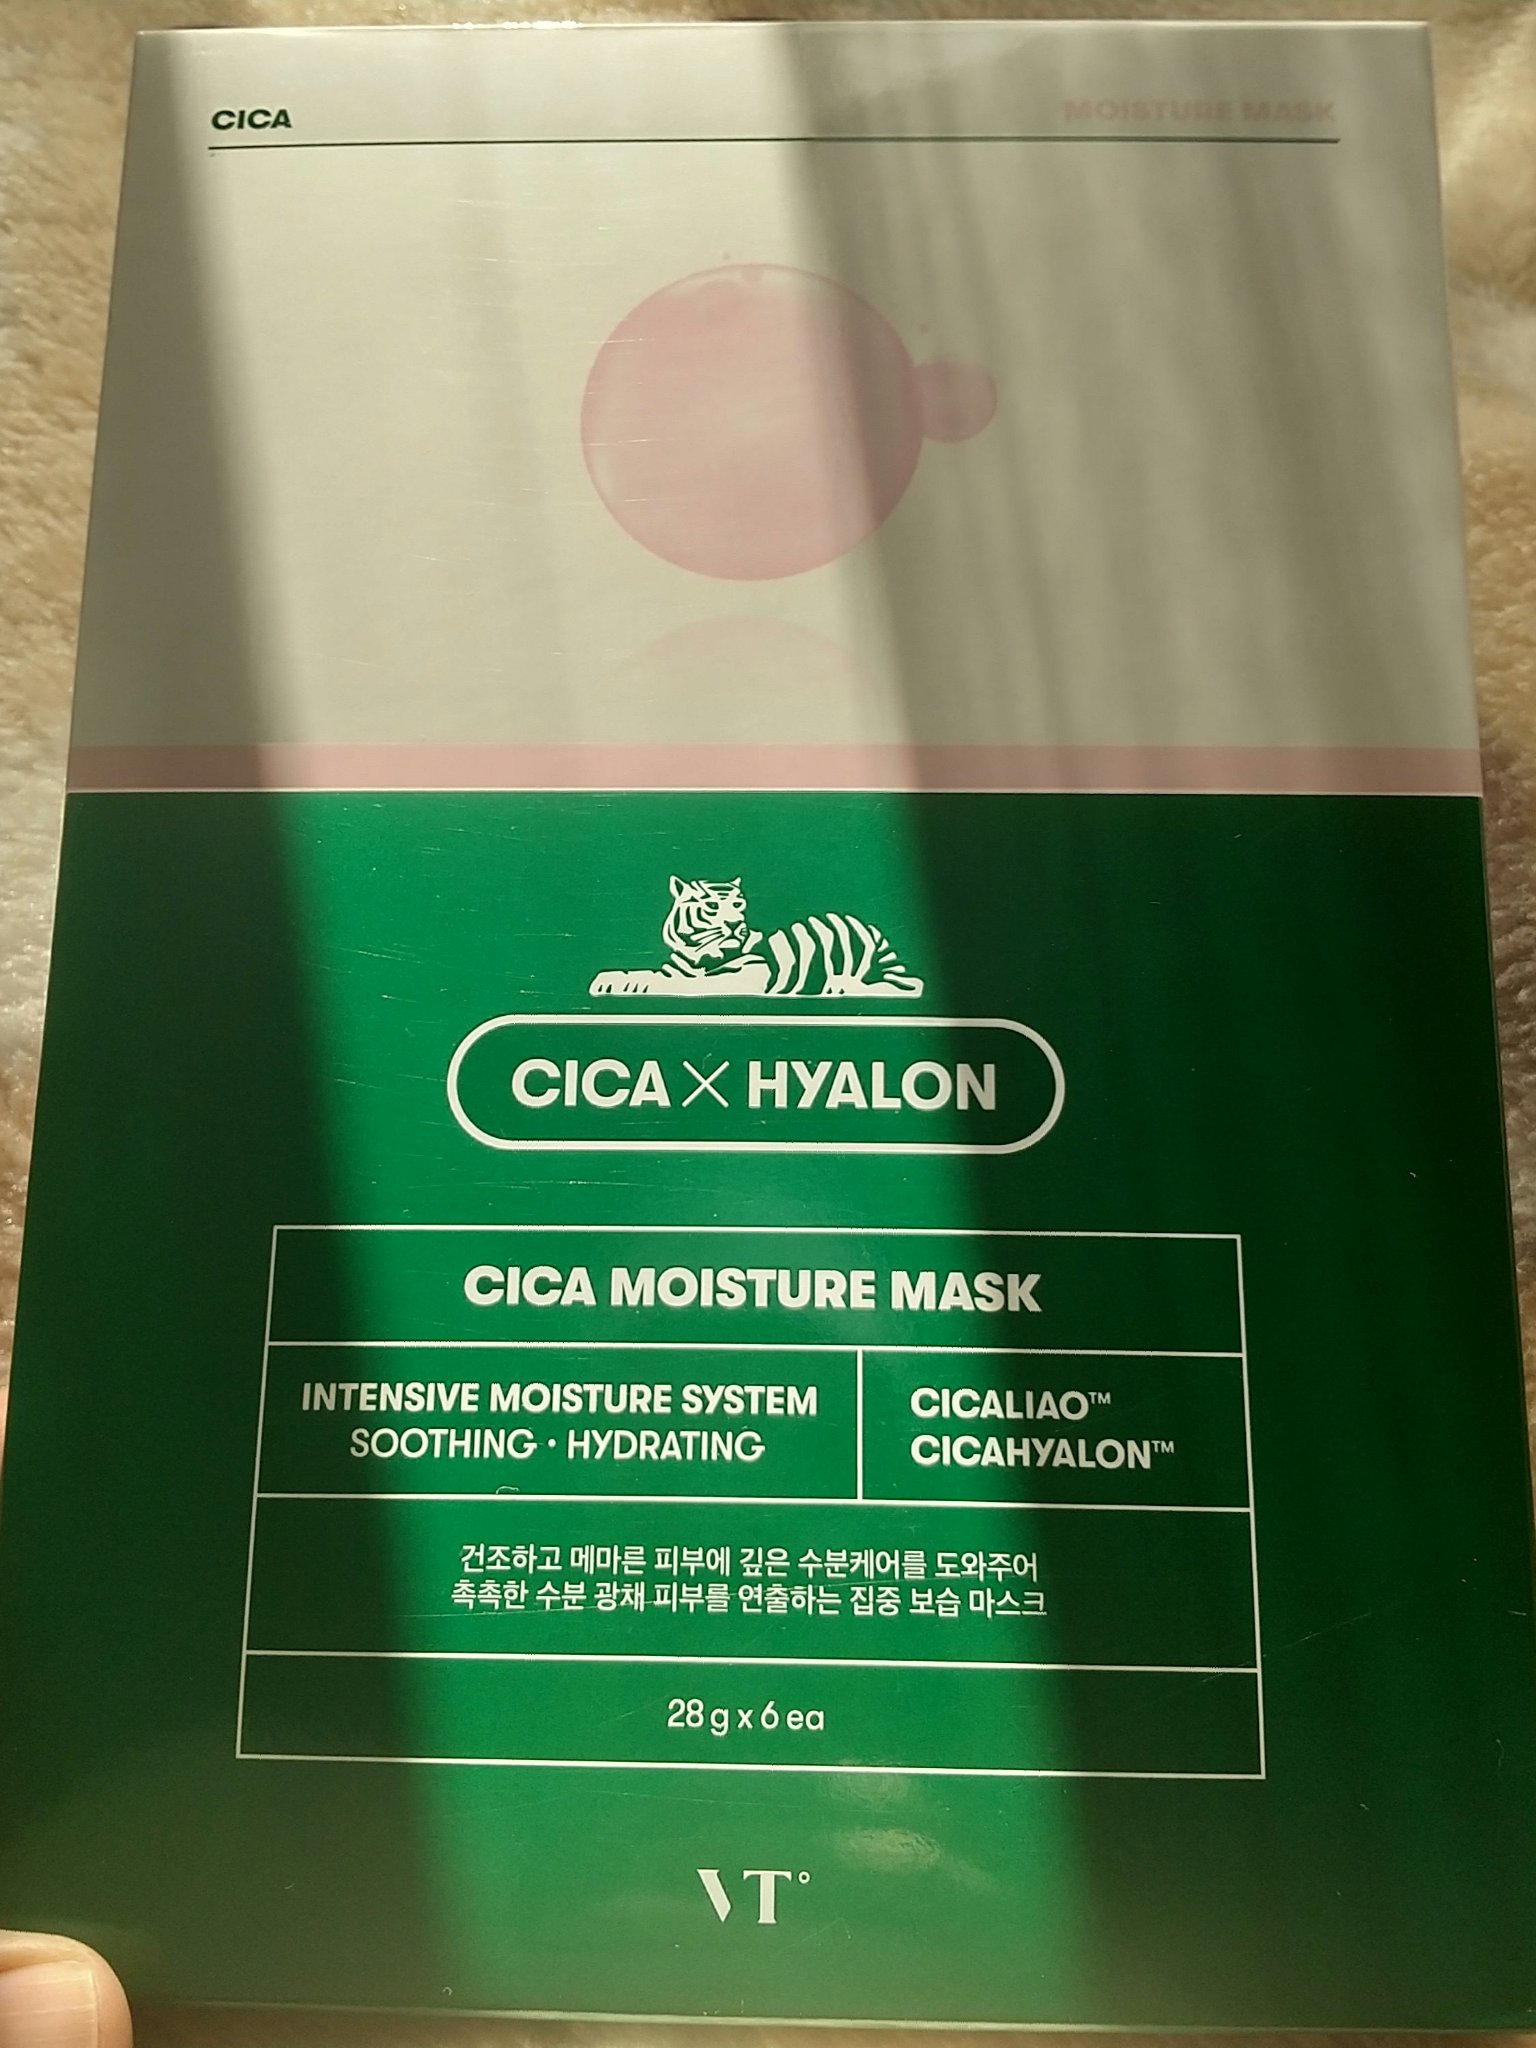 CICA
MOISTURE MASK
CICA X HYALON
CICA MOISTURE MASK
INTENSIVE MOISTURE SYSTEM
SOOTHING · HYDRATING
CICALIAO™
CICAHYALON™
건조하고 메마른 피부에 깊은 수분케어를 도와주어
촉촉한 수분 광채 피부를 연출하는 집중 보습 마스크
28 g x 6 ea
VT°